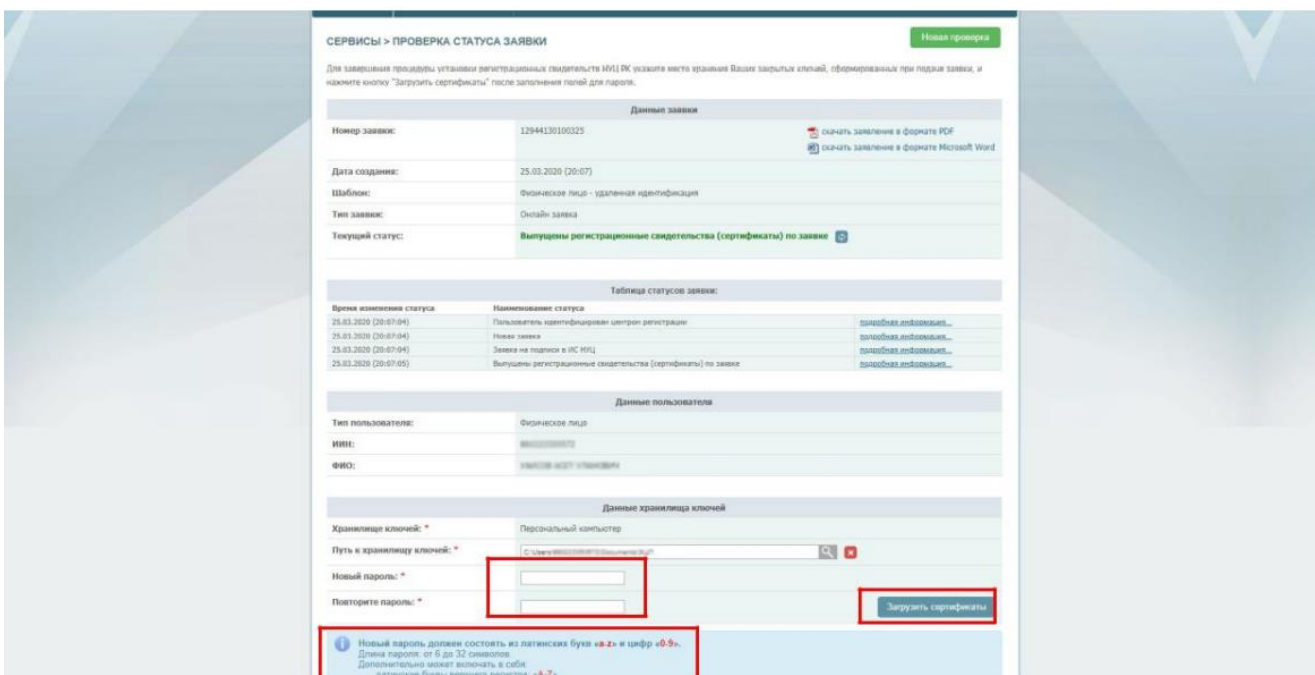 СЕРВИСЫ > ПРОВЕРКА СТАТУСА ЗАЯВКИ
Новая проверка
Для завершения процедуры установки регистрационных свидетельств НУЦ РК укажите место хранения Ваших закрытых ключей, сформированных при подаче заявки, и
нажмите кнопку "Загрузить сертификаты" после заполнения полей для пароля.
Данные заявки
Номер заявки: 12944130100325 скачать заявление в формате PDF
скачать заявление в формате Microsoft Word
Дата создания: 25.03.2020 (20:07)
Шаблон: Физическое лицо - удаленная идентификация
Тип заявки: Онлайн заявка
Текущий статус: Выпущены регистрационные свидетельства (сертификаты) по заявке
Таблица статусов заявки:
Время изменения статуса Наименование статуса
25.03.2020 (20:07:04) Пользователь идентифицирован центром регистрации подробная информация...
25.03.2020 (20:07:04) Новая заявка подробная информация...
25.03.2020 (20:07:04) Заявка на подписи в ИС НУЦ подробная информация...
25.03.2020 (20:07:05) Выпущены регистрационные свидетельства (сертификаты) по заявке подробная информация...
Данные пользователя
Тип пользователя: Физическое лицо
ИИН:
ФИО:
Данные хранилища ключей
Хранилище ключей: * Персональный компьютер
Путь к хранилищу ключей: *
Новый пароль: *
Повторите пароль: * Загрузить сертификаты
Новый пароль должен состоять из латинских букв «a-z» и цифр «0-9».
Длина пароля: от 6 до 32 символов.
Дополнительно может включать в себя:
латинские буквы верхнего регистра: «A-Z»